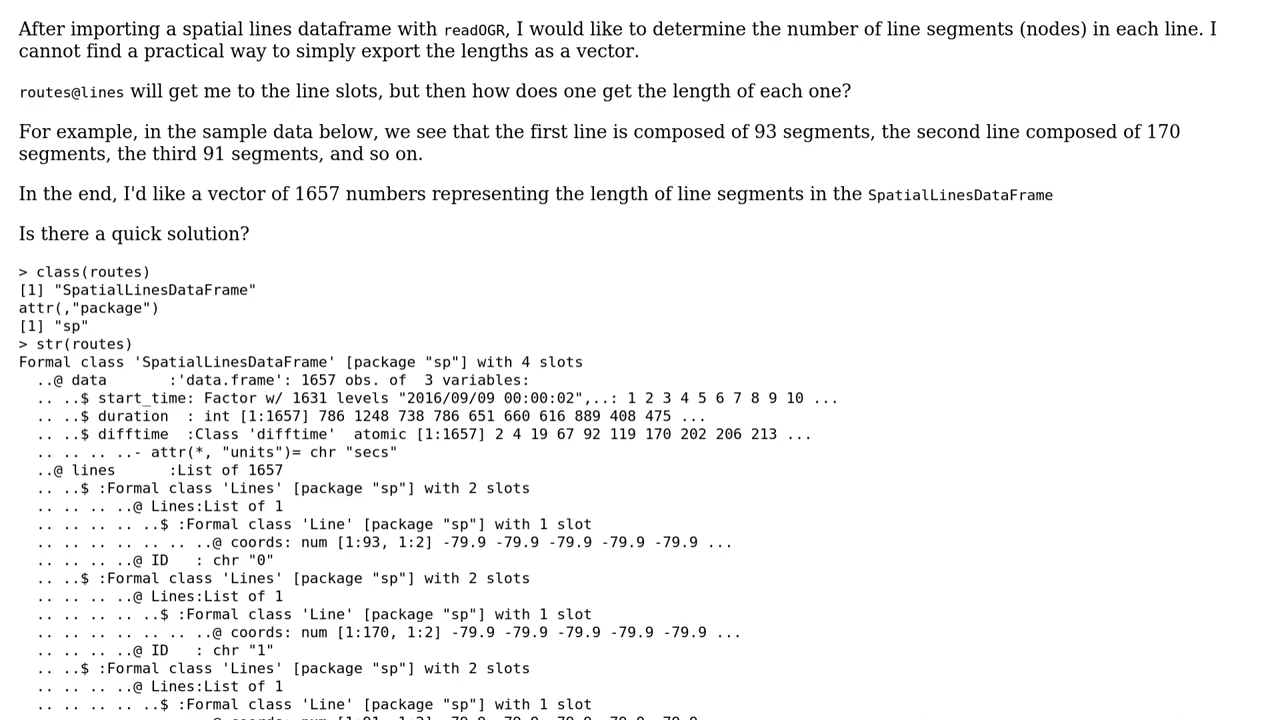 After importing a spatial lines dataframe with readOGR, I would like to determine the number of line segments (nodes) in each line. I
cannot find a practical way to simply export the lengths as a vector.
routes@lines will get me to the line slots, but then how does one get the length of each one?
For example, in the sample data below, we see that the first line is composed of 93 segments, the second line composed of 170
segments, the third 91 segments, and so on.
In the end, I'd like a vector of 1657 numbers representing the length of line segments in the SpatialLinesDataFrame
Is there a quick solution?
> class(routes)
[1] "SpatialLinesDataFrame"
attr(,"package")
[1] "sp"
> str(routes)
Formal class 'SpatialLinesDataFrame' [package "sp"] with 4 slots
  ..@ data       :'data.frame': 1657 obs. of  3 variables:
  .. ..$ start_time: Factor w/ 1631 levels "2016/09/09 00:00:02",..: 1 2 3 4 5 6 7 8 9 10 ...
  .. ..$ duration  : int [1:1657] 786 1248 738 786 651 660 616 889 408 475 ...
  .. ..$ difftime  :Class 'difftime'  atomic [1:1657] 2 4 19 67 92 119 170 202 206 213 ...
  .. .. .. ..- attr(*, "units")= chr "secs"
  ..@ lines      :List of 1657
  .. ..$ :Formal class 'Lines' [package "sp"] with 2 slots
  .. .. .. ..@ Lines:List of 1
  .. .. .. .. .. ..$ :Formal class 'Line' [package "sp"] with 1 slot
  .. .. .. .. .. .. .. ..@ coords: num [1:93, 1:2] -79.9 -79.9 -79.9 -79.9 -79.9 ...
  .. .. .. ..@ ID   : chr "0"
  .. ..$ :Formal class 'Lines' [package "sp"] with 2 slots
  .. .. .. ..@ Lines:List of 1
  .. .. .. .. .. ..$ :Formal class 'Line' [package "sp"] with 1 slot
  .. .. .. .. .. .. .. ..@ coords: num [1:170, 1:2] -79.9 -79.9 -79.9 -79.9 -79.9 ...
  .. .. .. ..@ ID   : chr "1"
  .. ..$ :Formal class 'Lines' [package "sp"] with 2 slots
  .. .. .. ..@ Lines:List of 1
  .. .. .. .. .. ..$ :Formal class 'Line' [package "sp"] with 1 slot